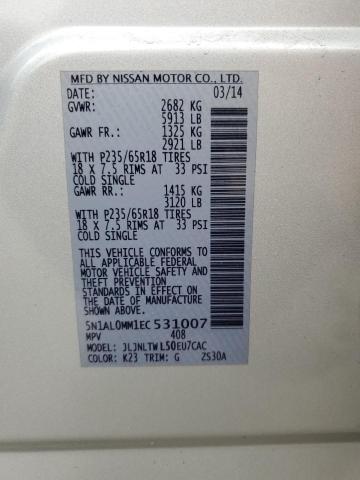 MFD BY NISSAN MOTOR CO., LTD.
DATE: 03/14
GVWR: 2682 KG
5913 LB
GAWR FR.: 1325 KG
2921 LB
WITH P235/65R18 TIRES
18 X 7.5 RIMS AT 33 PSI
COLD SINGLE
GAWR RR.: 1415 KG
3120 LB
WITH P235/65R18 TIRES
18 X 7.5 RIMS AT 33 PSI
COLD SINGLE
THIS VEHICLE CONFORMS TO
ALL APPLICABLE FEDERAL
MOTOR VEHICLE SAFETY
AND THEFT PREVENTION
STANDARDS IN EFFECT ON
THE DATE OF MANUFACTURE
SHOWN ABOVE.
5N1AL0MM1EC531007
MPV 408
MODEL: JLJNLTWL50EU7CAC
COLOR: K23 TRIM: G ZS30A